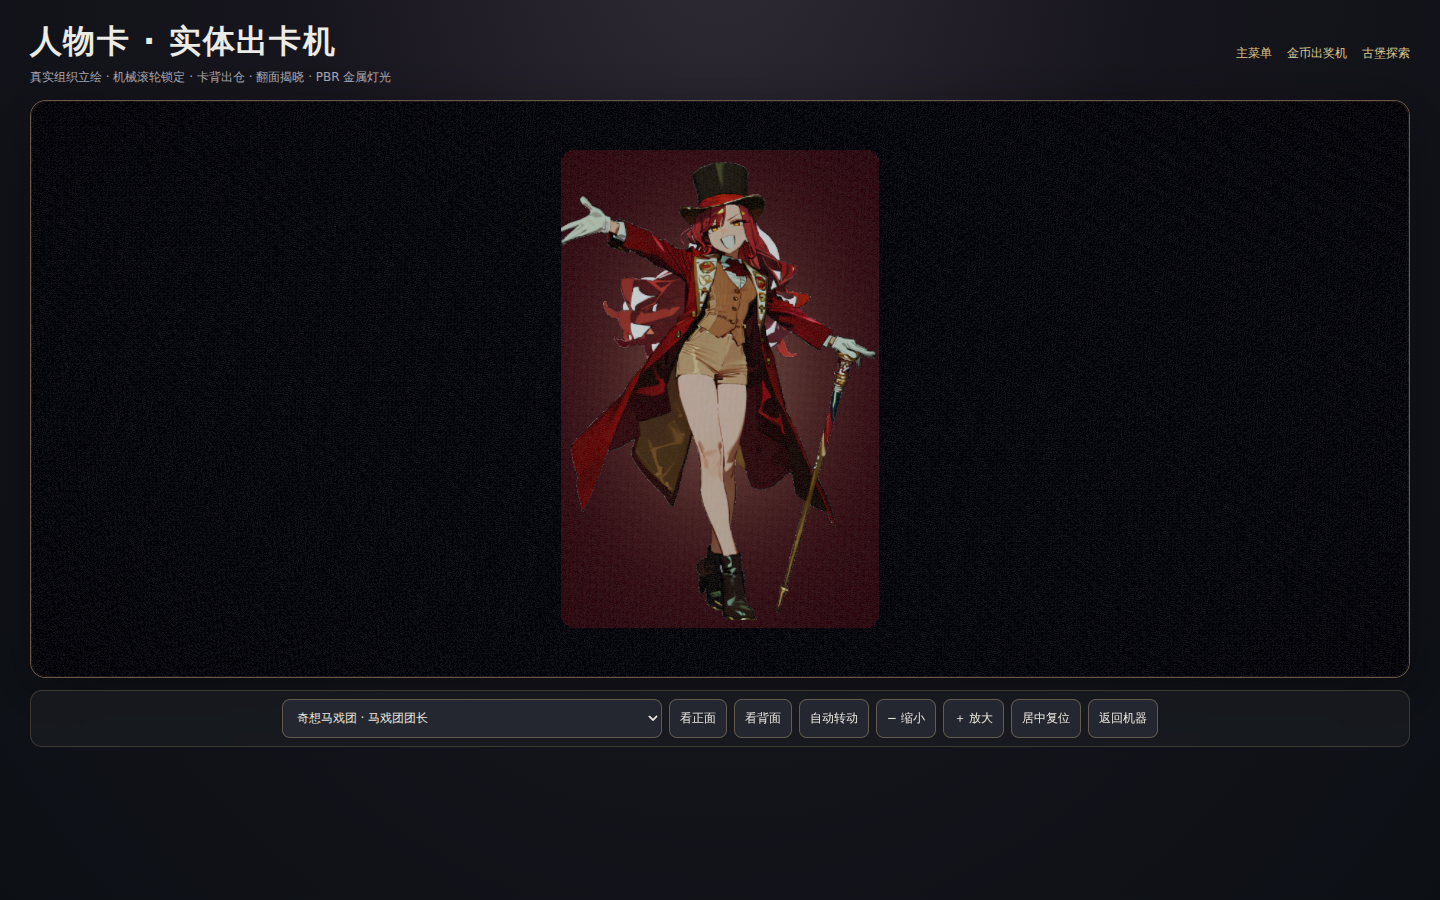 人物卡 · 实体出卡机
真实组织立绘 · 机械滚轮锁定 · 卡背出仓 · 翻面揭晓 · PBR 金属灯光
主菜单 金币出奖机 古堡探索
奇想马戏团 · 马戏团团长
看正面
看背面
自动转动
− 缩小
+ 放大
居中复位
返回机器